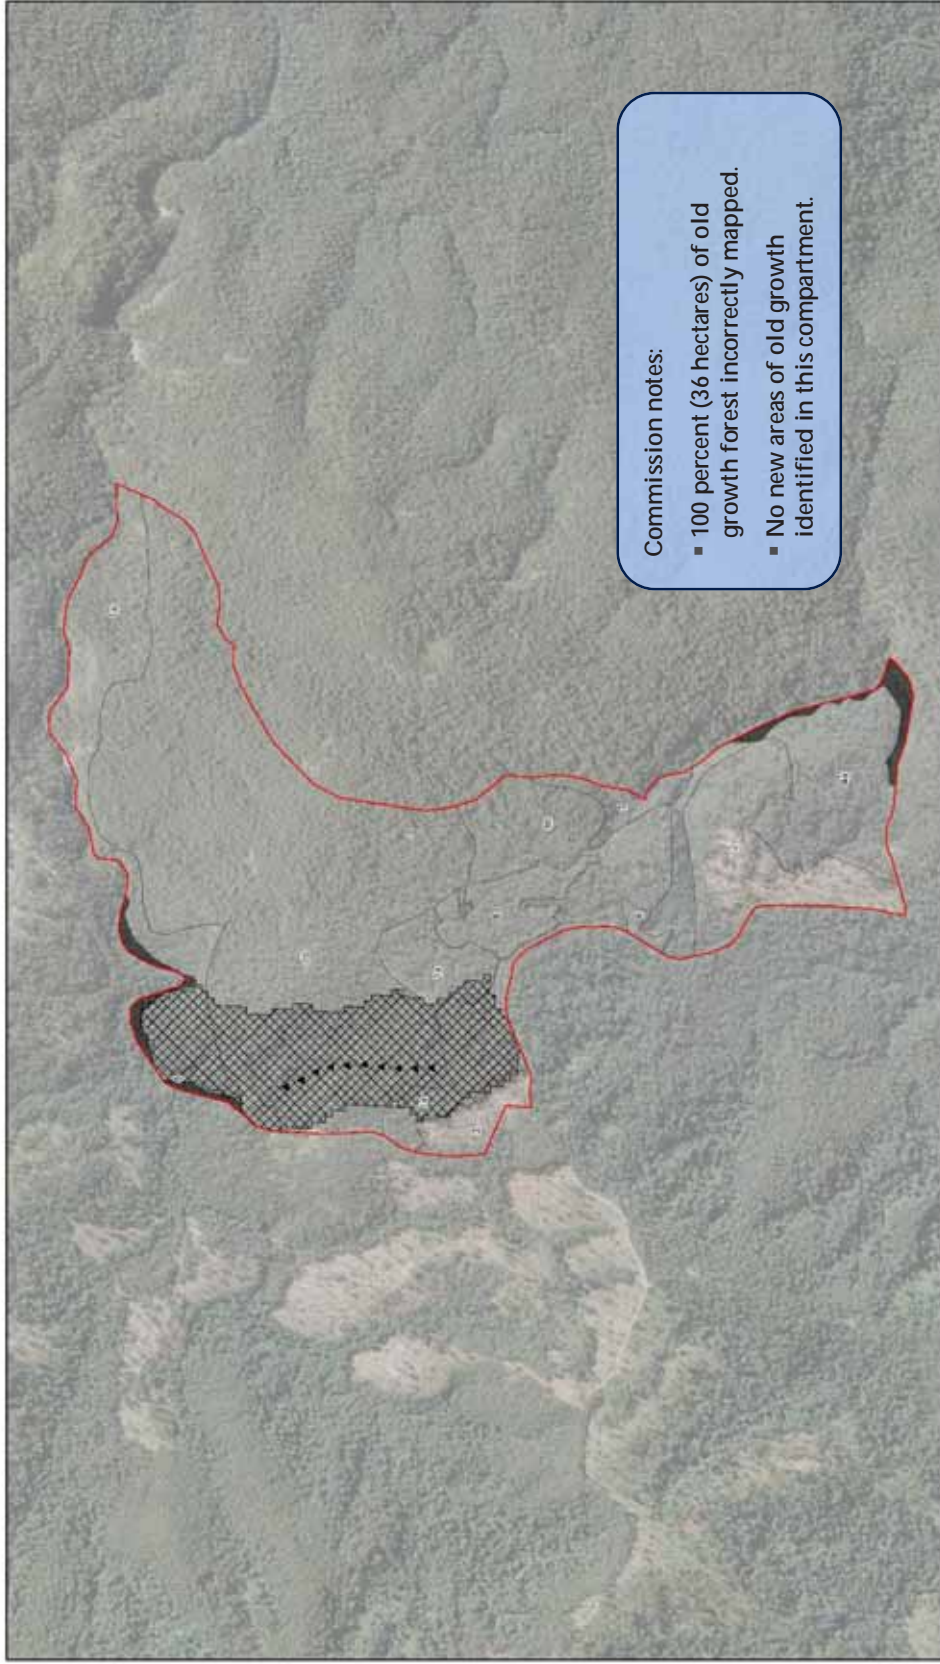 Commission notes:
▪ 100 percent (36 hectares) of old
growth forest incorrectly mapped.
▪ No new areas of old growth
identified in this compartment.